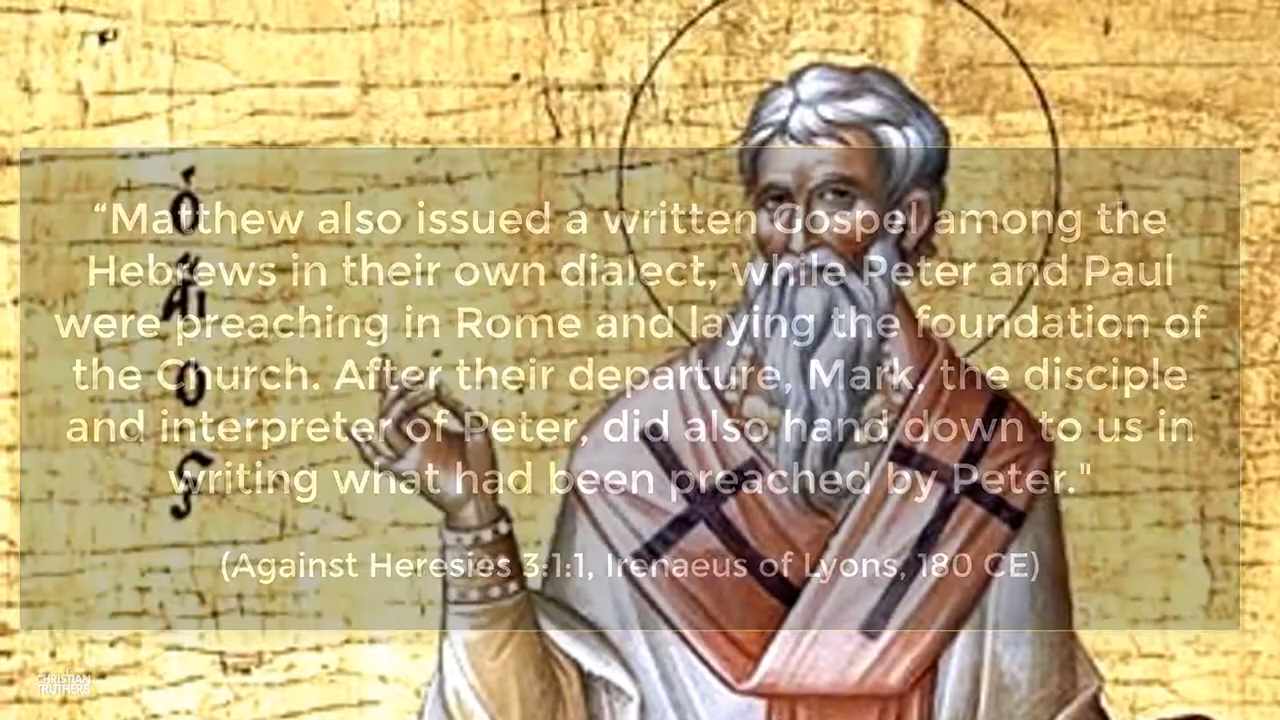 “Matthew also issued a written Gospel among the
Hebrews in their own dialect, while Peter and Paul
were preaching in Rome and laying the foundation of
the Church. After their departure, Mark, the disciple
and interpreter of Peter, did also hand down to us in
writing what had been preached by Peter."
(Against Heresies 3:1:1, Irenaeus of Lyons, 180 CE)
CHRISTIAN
TRUTHERS